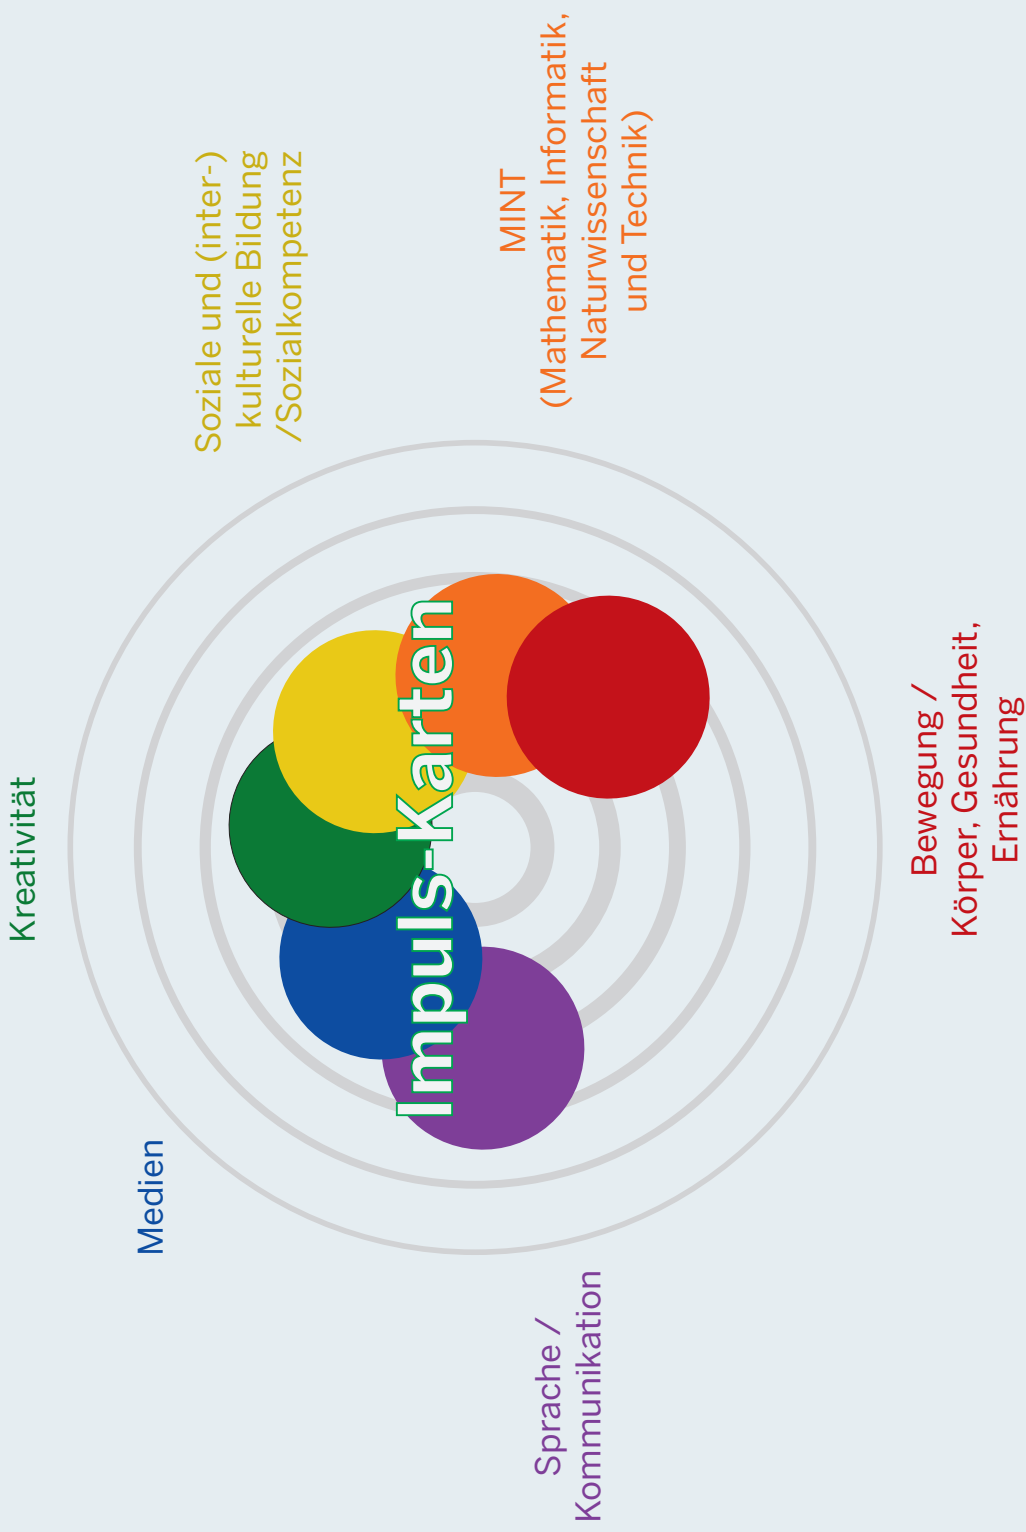 Kreativität
Medien
Soziale und (inter-)
kulturelle Bildung
/Sozialkompetenz
Impuls-Karten
Sprache /
Kommunikation
MINT
(Mathematik, Informatik,
Naturwissenschaft
und Technik)
Bewegung /
Körper, Gesundheit,
Ernährung